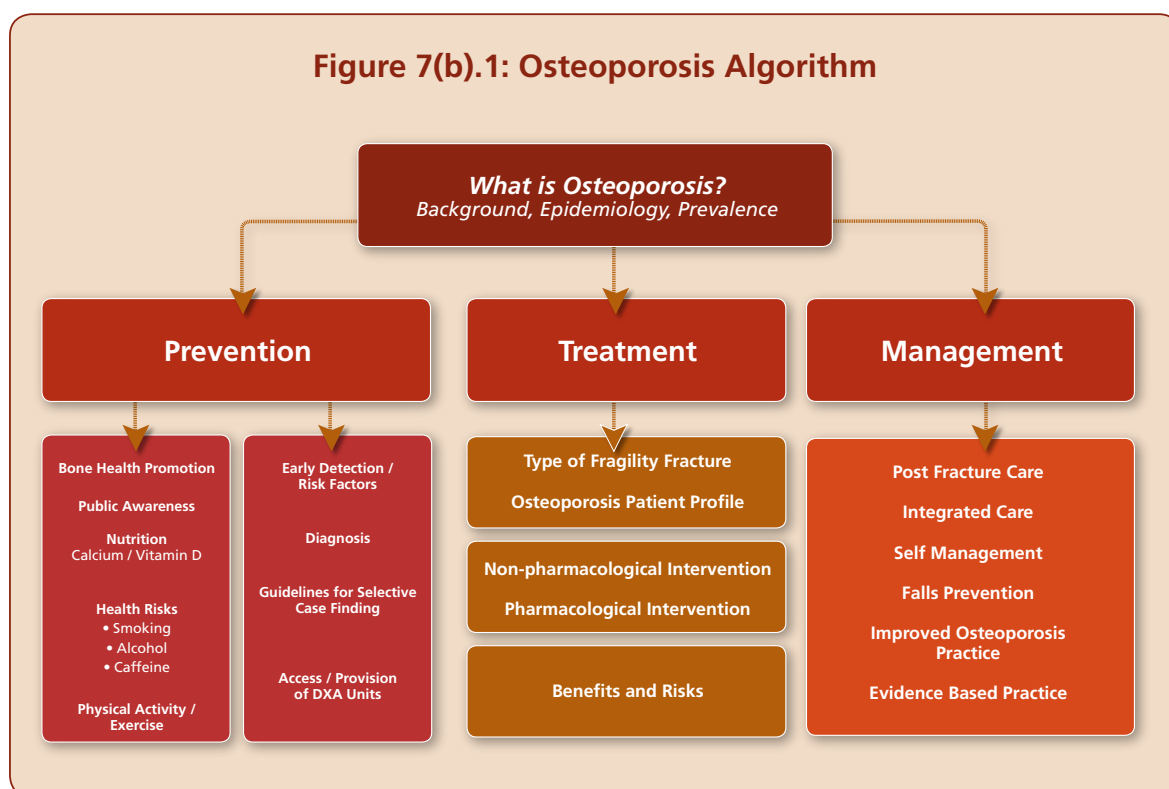 Figure 7(b).1: Osteoporosis Algorithm
What is Osteoporosis?
Background, Epidemiology, Prevalence
Prevention
Treatment
Management
Bone Health Promotion
Public Awareness
Nutrition
Calcium / Vitamin D
Health Risks
• Smoking
• Alcohol
• Caffeine
Physical Activity /
Exercise
Early Detection /
Risk Factors
Diagnosis
Guidelines for Selective
Case Finding
Access / Provision
of DXA Units
Type of Fragility Fracture
Osteoporosis Patient Profile
Non-pharmacological Intervention
Pharmacological Intervention
Benefits and Risks
Post Fracture Care
Integrated Care
Self Management
Falls Prevention
Improved Osteoporosis
Practice
Evidence Based Practice